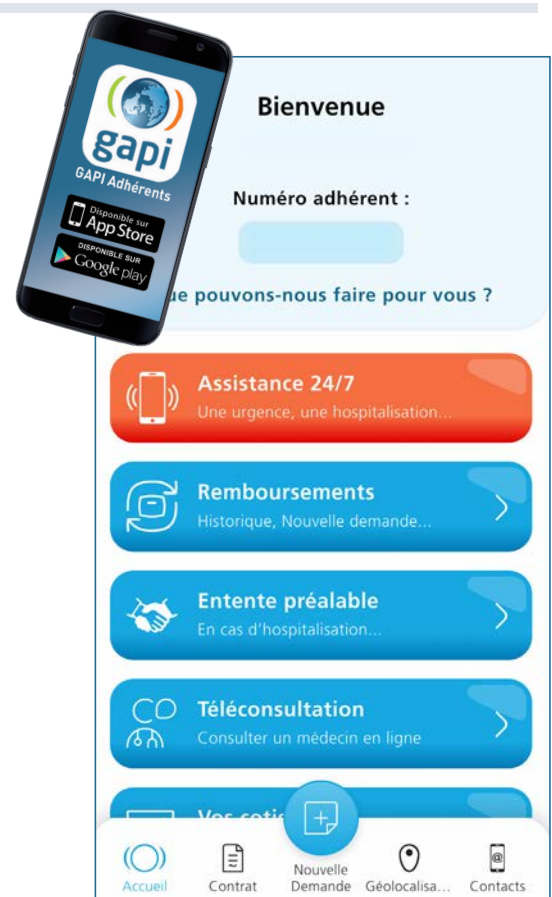 gapi
GAPI Adhérents
Disponible sur
App Store
DISPONIBLE SUR
Google play
Bienvenue
Numéro adhérent :
ue pouvons-nous faire pour vous ?
Assistance 24/7
Une urgence, une hospitalisation...
Remboursements
Historique, Nouvelle demande...
Entente préalable
En cas d'hospitalisation...
Téléconsultation
Consulter un médecin en ligne
Vos coti
Accueil
Contrat
Nouvelle
Demande
Géolocalisa...
Contacts